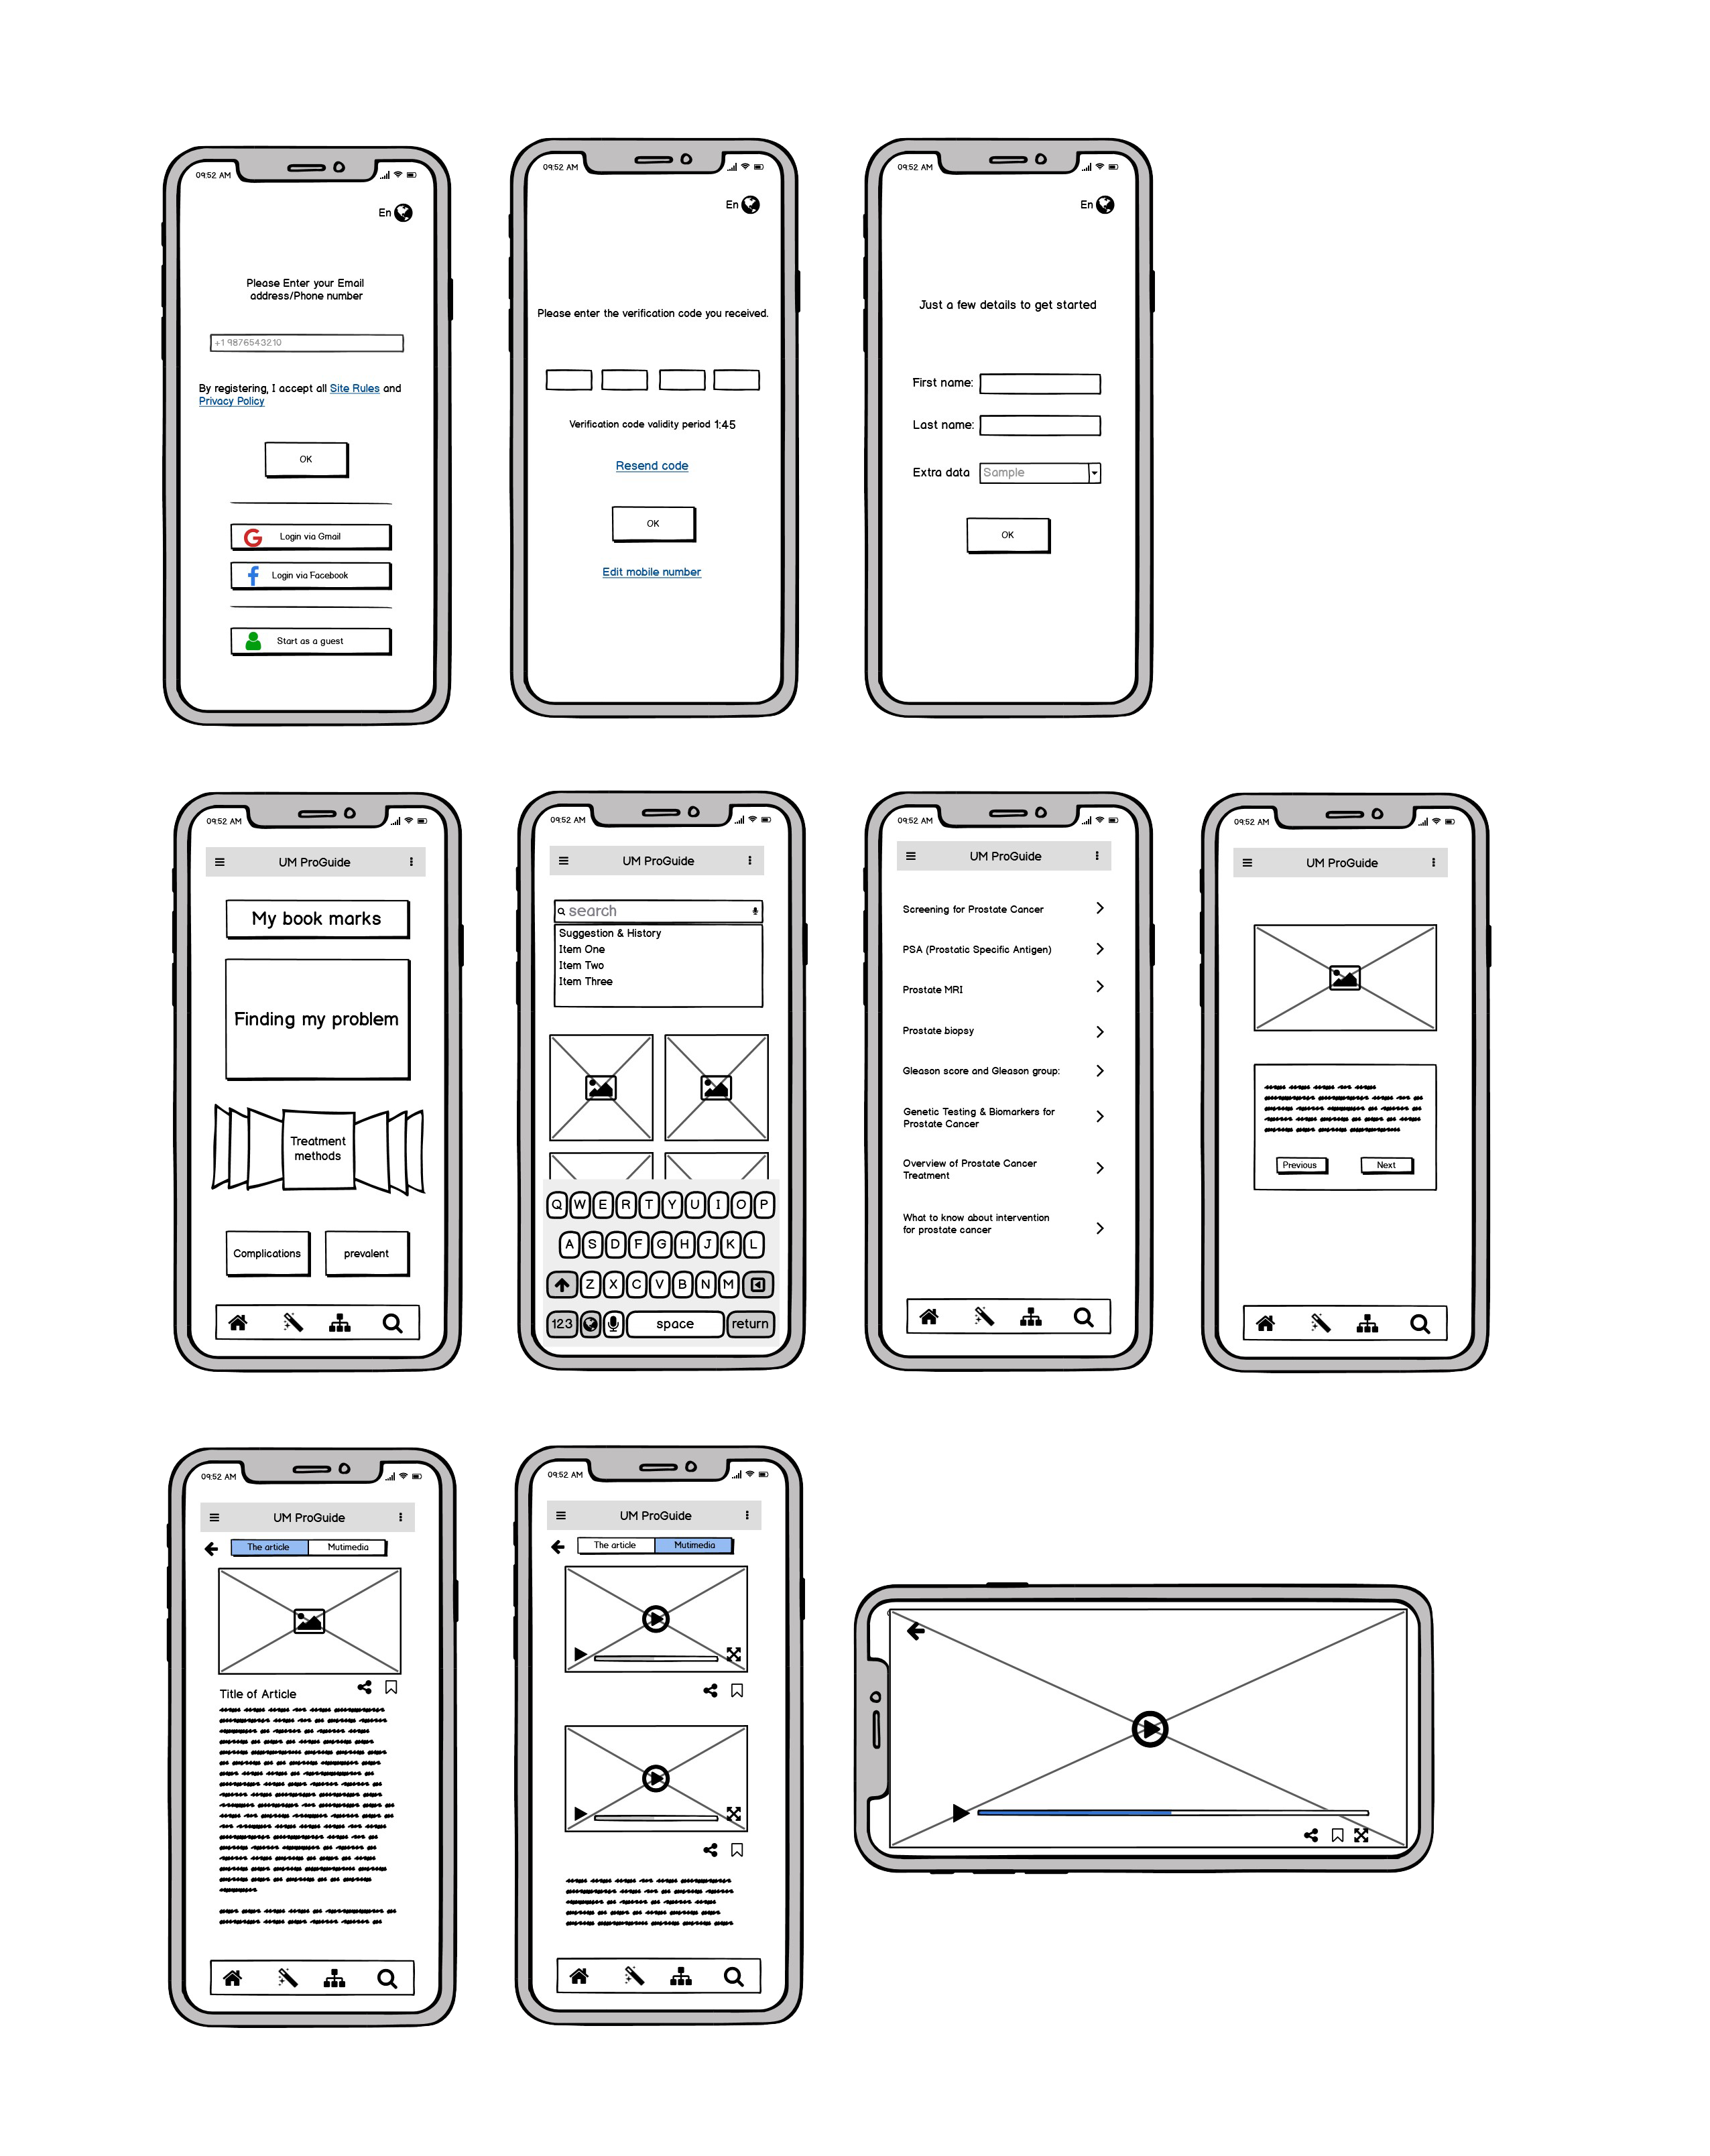 09:52 AM
En
Please Enter your Email
address/Phone number
+1 9876543210
By registering, I accept all Site Rules and
Privacy Policy
OK
Login via Gmail
Login via Facebook
Start as a guest
09:52 AM
En
Please enter the verification code you received.
Verification code validity period 1:45
Resend code
OK
Edit mobile number
09:52 AM
En
Just a few details to get started
First name:
Last name:
Extra data Sample
OK
09:52 AM
UM ProGuide
My book marks
Finding my problem
Treatment
methods
Complications
prevalent
09:52 AM
UM ProGuide
search
Suggestion & History
Item One
Item Two
Item Three
Q W E R T Y U I O P
A S D F G H J K L
Z X C V B N M
123 space return
09:52 AM
UM ProGuide
Screening for Prostate Cancer
PSA (Prostatic Specific Antigen)
Prostate MRI
Prostate biopsy
Gleason score and Gleason group:
Genetic Testing & Biomarkers for
Prostate Cancer
Overview of Prostate Cancer
Treatment
What to know about intervention
for prostate cancer
09:52 AM
UM ProGuide
Previous Next
09:52 AM
UM ProGuide
The article Mutimedia
Title of Article
09:52 AM
UM ProGuide
The article Mutimedia